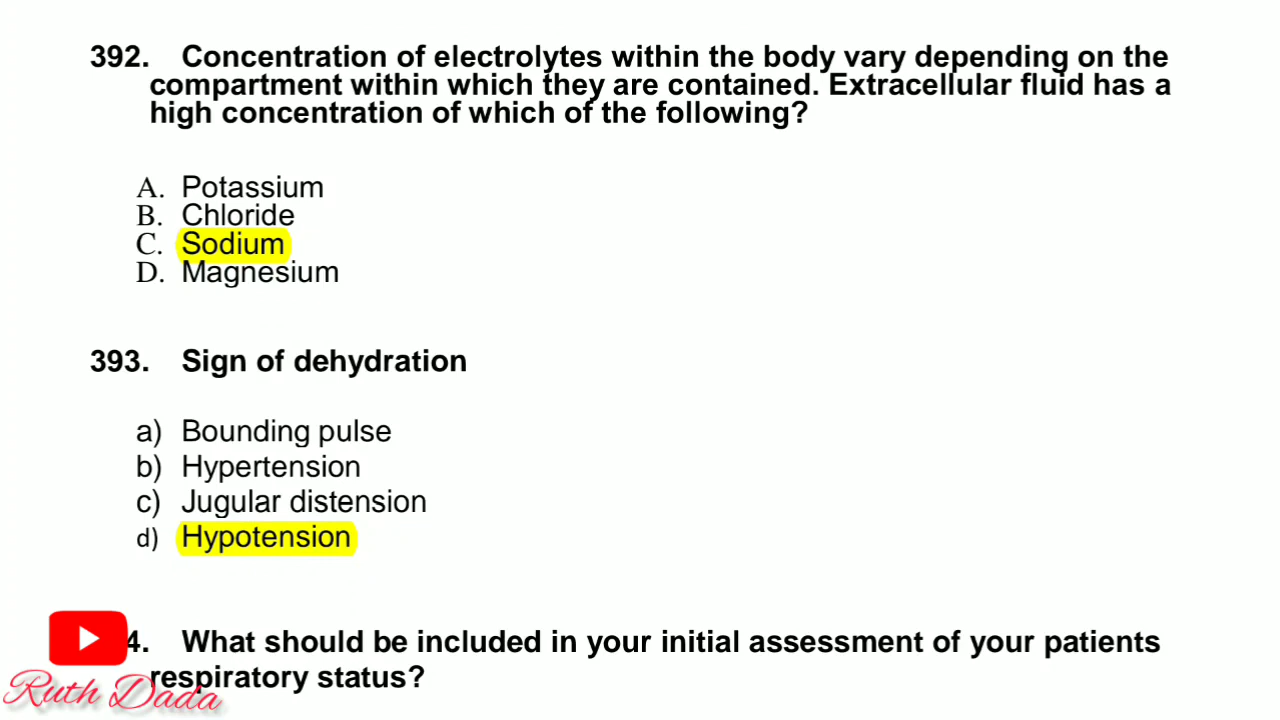 392. Concentration of electrolytes within the body vary depending on the
compartment within which they are contained. Extracellular fluid has a
high concentration of which of the following?
A. Potassium
B. Chloride
C. Sodium
D. Magnesium
393. Sign of dehydration
a) Bounding pulse
b) Hypertension
c) Jugular distension
d) Hypotension
4. What should be included in your initial assessment of your patients
respiratory status?
Ruth Dada